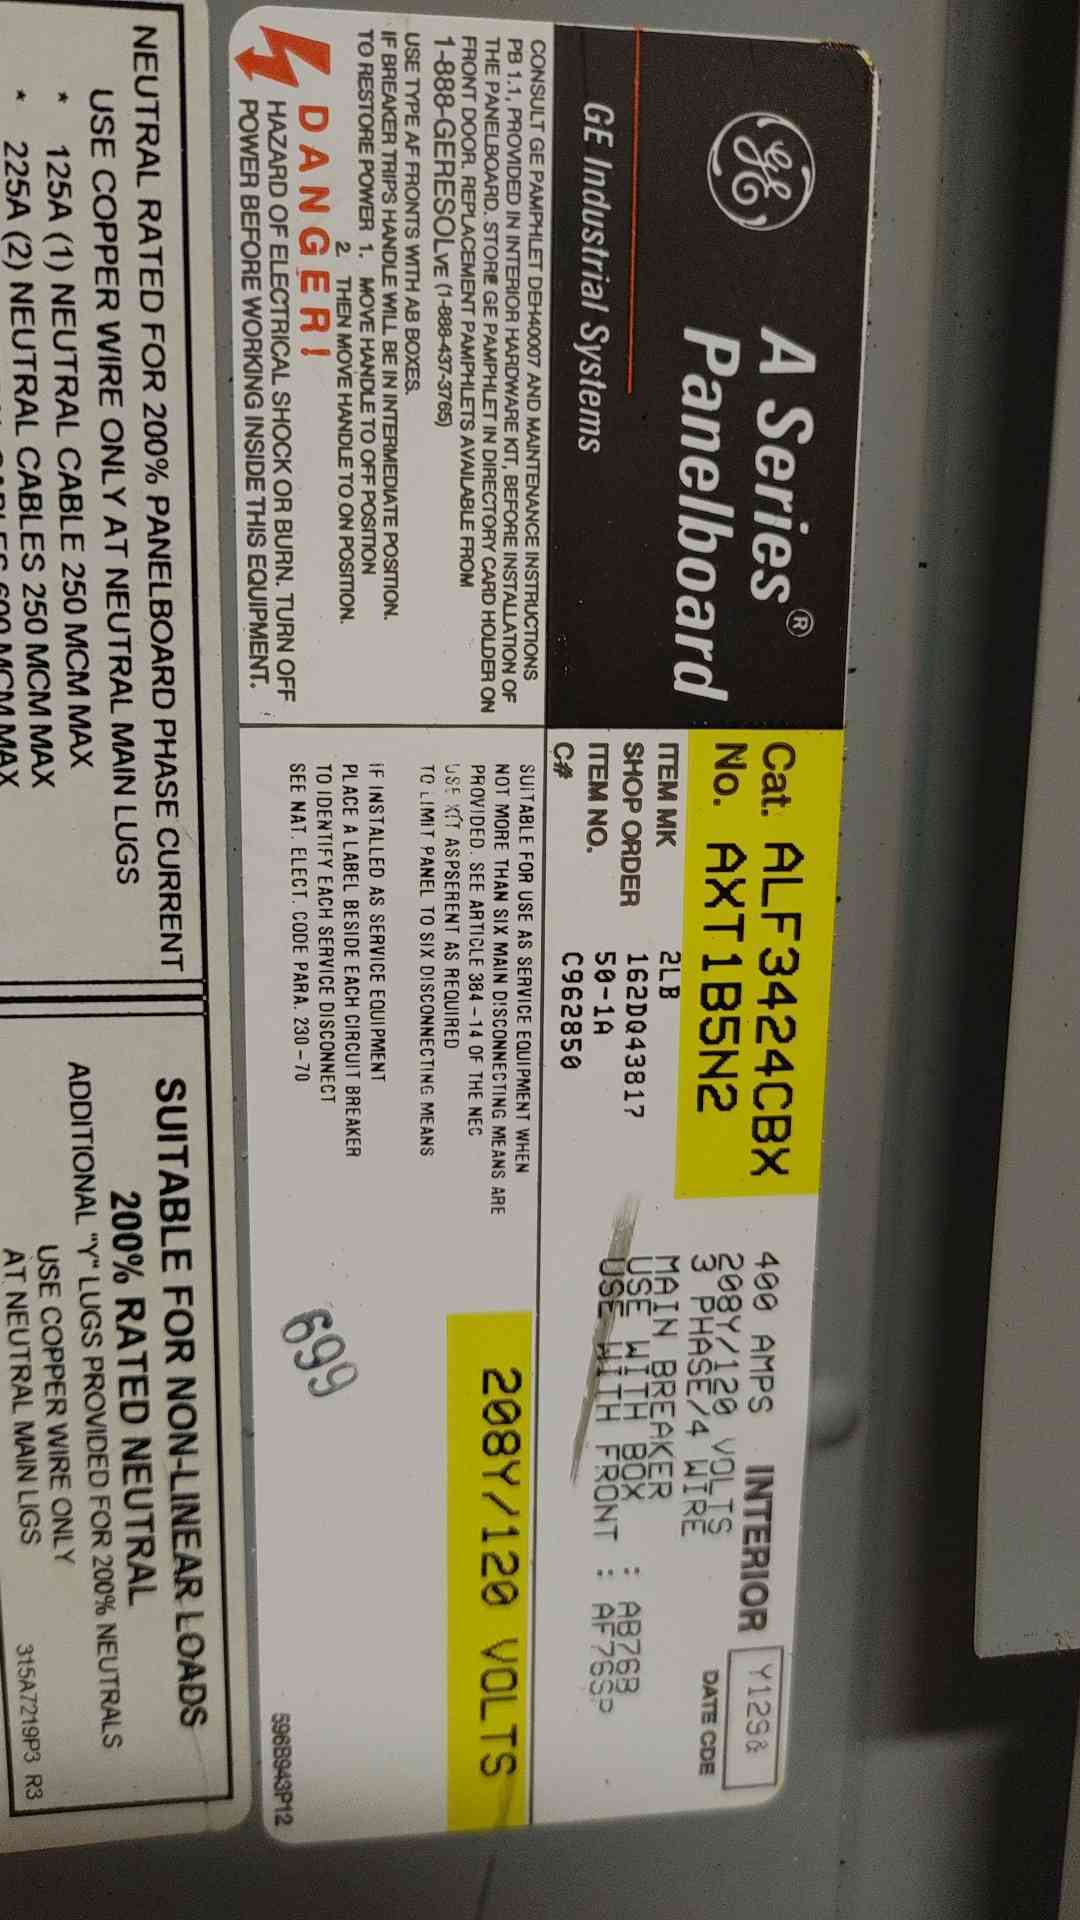 GE
A Series®
Panelboard
GE Industrial Systems
CONSULT GE PAMPHLET DEH40007 AND MAINTENANCE INSTRUCTIONS
PB 1.1, PROVIDED IN INTERIOR HARDWARE KIT, BEFORE INSTALLATION OF
THE PANELBOARD. STORE GE PAMPHLET IN DIRECTORY CARD HOLDER ON
FRONT DOOR. REPLACEMENT PAMPHLETS AVAILABLE FROM
1-888-GERESOLVE (1-888-437-3765)
USE TYPE AF FRONTS WITH AB BOXES.
IF BREAKER TRIPS HANDLE WILL BE IN INTERMEDIATE POSITION.
TO RESTORE POWER 1. MOVE HANDLE TO OFF POSITION
2. THEN MOVE HANDLE TO ON POSITION.
DANGER!
HAZARD OF ELECTRICAL SHOCK OR BURN. TURN OFF
POWER BEFORE WORKING INSIDE THIS EQUIPMENT.
Cat. ALF3424CBX
No. AXT1B5N2
ITEM MK 2LB
SHOP ORDER 162DQ43817
ITEM NO. 50-1A
C# C962850
400 AMPS INTERIOR
208Y/120 VOLTS
3 PHASE/4 WIRE
MAIN BREAKER
USE WITH BOX : AB76B
USE WITH FRONT : AF76SP
DATE CDE
SUITABLE FOR USE AS SERVICE EQUIPMENT WHEN
NOT MORE THAN SIX MAIN DISCONNECTING MEANS ARE
PROVIDED. SEE ARTICLE 384-14 OF THE NEC
USE KIT ASPSERENT AS REQUIRED
TO LIMIT PANEL TO SIX DISCONNECTING MEANS
IF INSTALLED AS SERVICE EQUIPMENT
PLACE A LABEL BESIDE EACH CIRCUIT BREAKER
TO IDENTIFY EACH SERVICE DISCONNECT
SEE NAT. ELECT. CODE PARA. 230-70
208Y/120 VOLTS
699
596B943P12
NEUTRAL RATED FOR 200% PANELBOARD PHASE CURRENT
USE COPPER WIRE ONLY AT NEUTRAL MAIN LUGS
* 125A (1) NEUTRAL CABLE 250 MCM MAX
* 225A (2) NEUTRAL CABLES 250 MCM MAX
600 MCM MAX
SUITABLE FOR NON-LINEAR LOADS
200% RATED NEUTRAL
ADDITIONAL "Y" LUGS PROVIDED FOR 200% NEUTRALS
USE COPPER WIRE ONLY
AT NEUTRAL MAIN LIGS
315A7219P3 R3